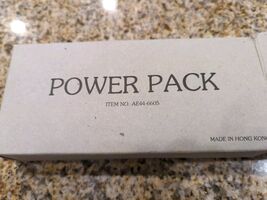 POWER PACK
ITEM NO. AE44-6605
MADE IN HONG KONG